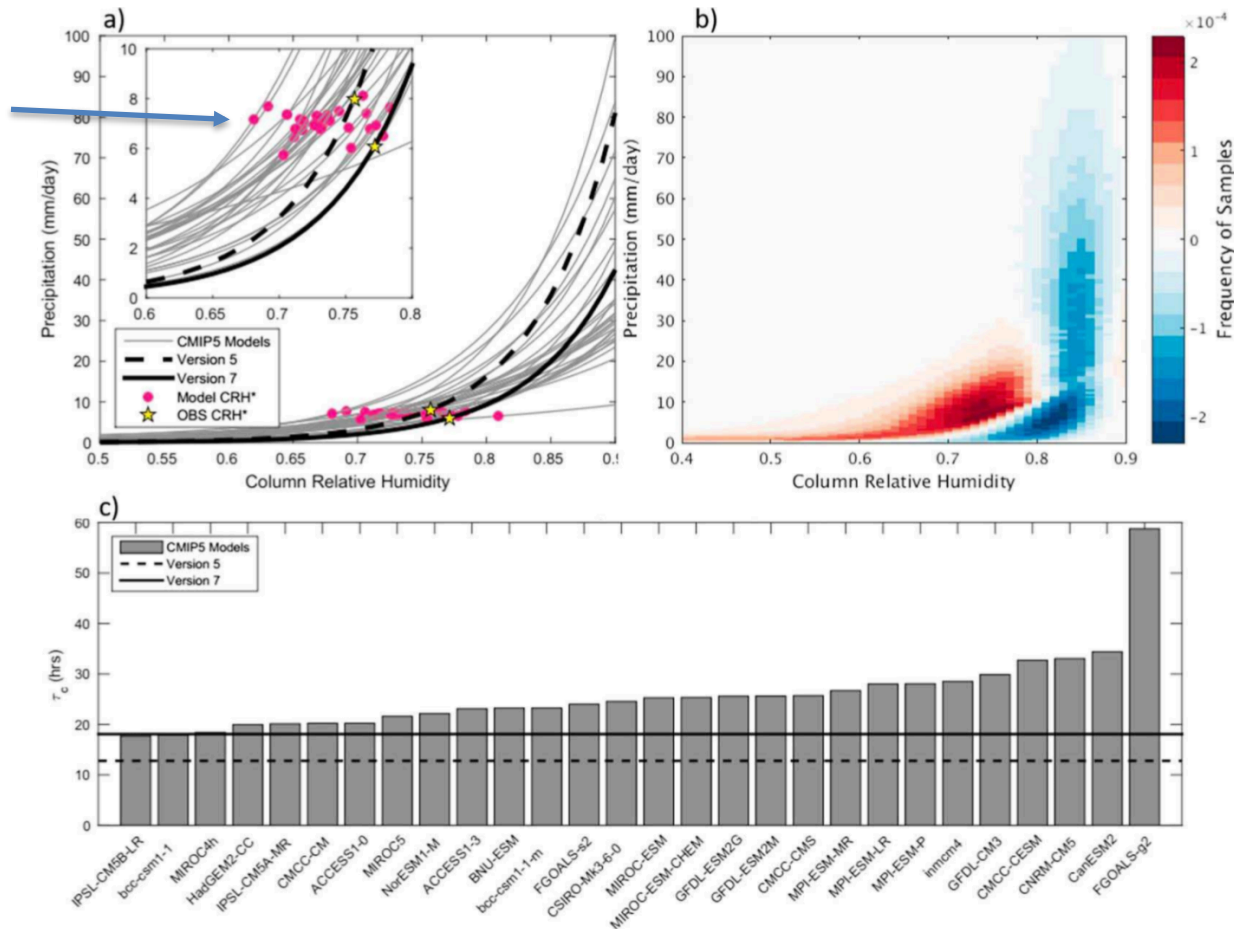 a)
b)
×10⁻⁴
100
90
80
70
60
50
40
30
20
10
0
Precipitation (mm/day)
10
8
6
4
2
0
0.6
0.65
0.7
0.75
0.8
CMIP5 Models
Version 5
Version 7
Model CRH*
OBS CRH*
0.5
0.55
0.6
0.65
0.7
0.75
0.8
0.85
0.9
Column Relative Humidity
100
90
80
70
60
50
40
30
20
10
0
Precipitation (mm/day)
0.4
0.5
0.6
0.7
0.8
0.9
Column Relative Humidity
2
1
0
-1
-2
Frequency of Samples
c)
60
50
40
30
20
10
0
τc (hrs)
CMIP5 Models
Version 5
Version 7
IPSL-CM5B-LR
bcc-csm1-1
MIROC4h
HadGEM2-CC
IPSL-CM5A-MR
CMCC-CM
ACCESS1-0
MIROC5
NorESM1-M
ACCESS1-3
BNU-ESM
bcc-csm1-1-m
FGOALS-s2
CSIRO-Mk3-6-0
MIROC-ESM
MIROC-ESM-CHEM
GFDL-ESM2G
GFDL-ESM2M
CMCC-CMS
MPI-ESM-MR
MPI-ESM-LR
MPI-ESM-P
inmcm4
GFDL-CM3
CMCC-CESM
CNRM-CM5
CanESM2
FGOALS-g2